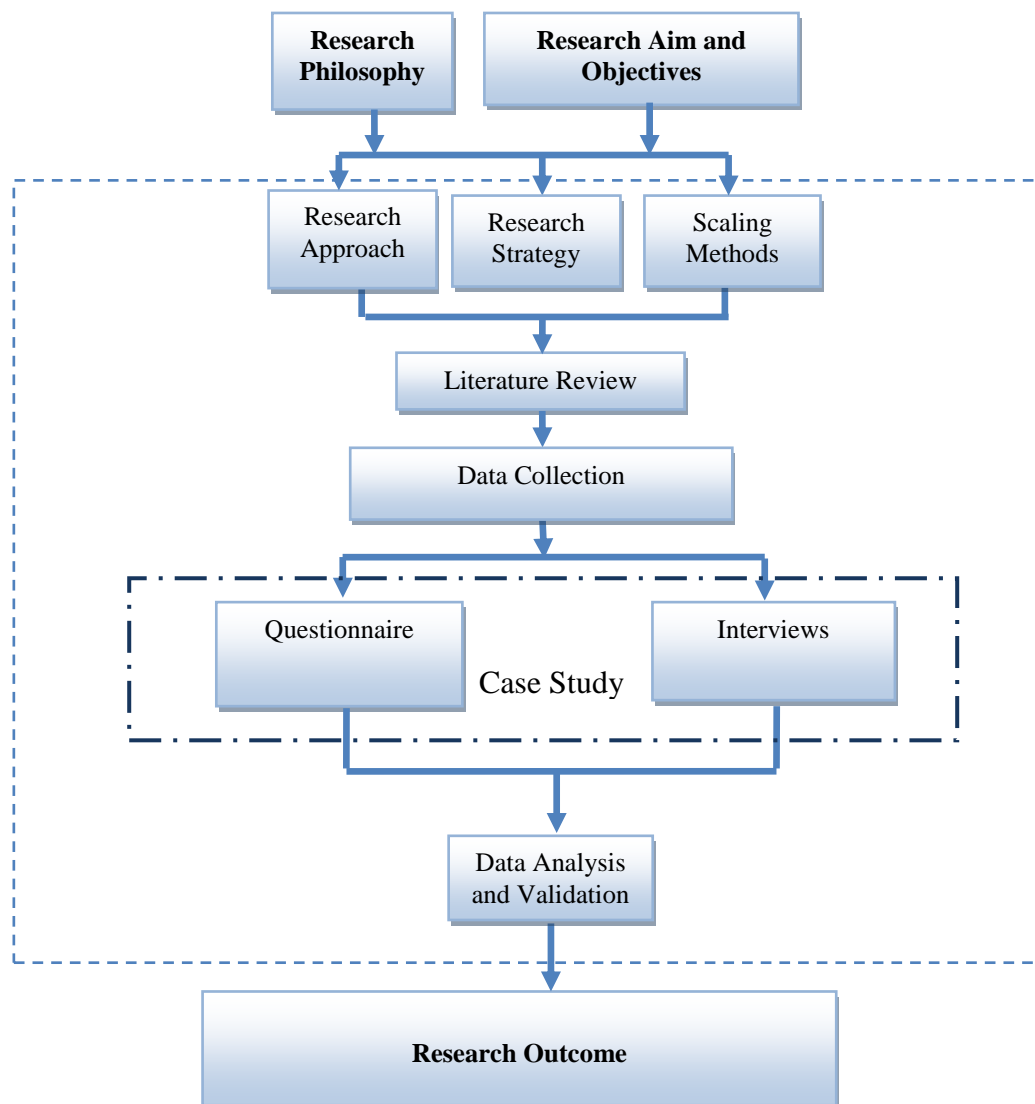 Research
Philosophy
Research Aim and
Objectives
Research
Approach
Research
Strategy
Scaling
Methods
Literature Review
Data Collection
Questionnaire
Interviews
Case Study
Data Analysis
and Validation
Research Outcome